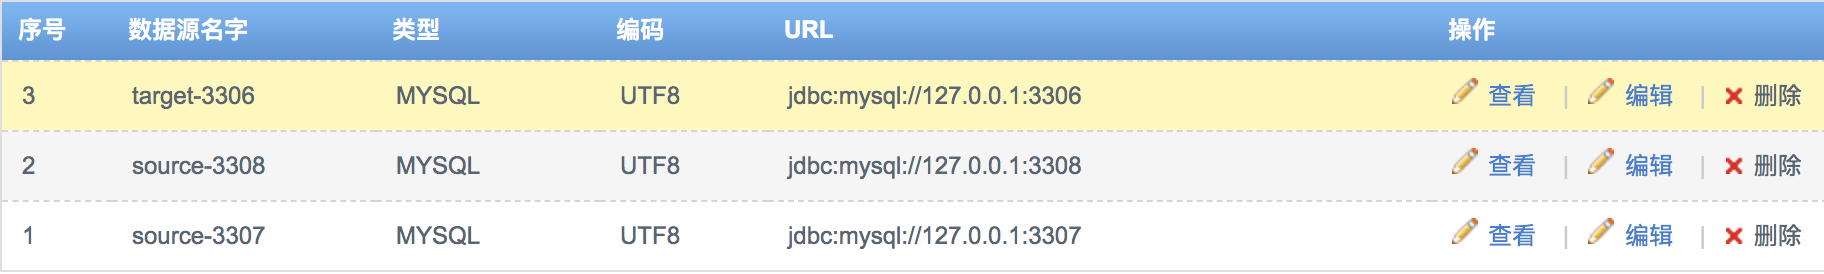 序号 数据源名字 类型 编码 URL 操作
3 target-3306 MYSQL UTF8 jdbc:mysql://127.0.0.1:3306 查看 | 编辑 | 删除
2 source-3308 MYSQL UTF8 jdbc:mysql://127.0.0.1:3308 查看 | 编辑 | 删除
1 source-3307 MYSQL UTF8 jdbc:mysql://127.0.0.1:3307 查看 | 编辑 | 删除